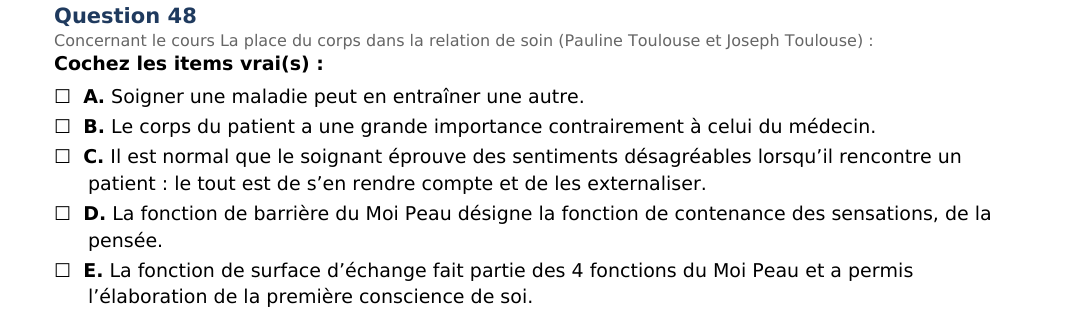 Question 48
Concernant le cours La place du corps dans la relation de soin (Pauline Toulouse et Joseph Toulouse) :
Cochez les items vrai(s) :
☐ A. Soigner une maladie peut en entraîner une autre.
☐ B. Le corps du patient a une grande importance contrairement à celui du médecin.
☐ C. Il est normal que le soignant éprouve des sentiments désagréables lorsqu’il rencontre un
patient : le tout est de s’en rendre compte et de les externaliser.
☐ D. La fonction de barrière du Moi Peau désigne la fonction de contenance des sensations, de la
pensée.
☐ E. La fonction de surface d’échange fait partie des 4 fonctions du Moi Peau et a permis
l’élaboration de la première conscience de soi.